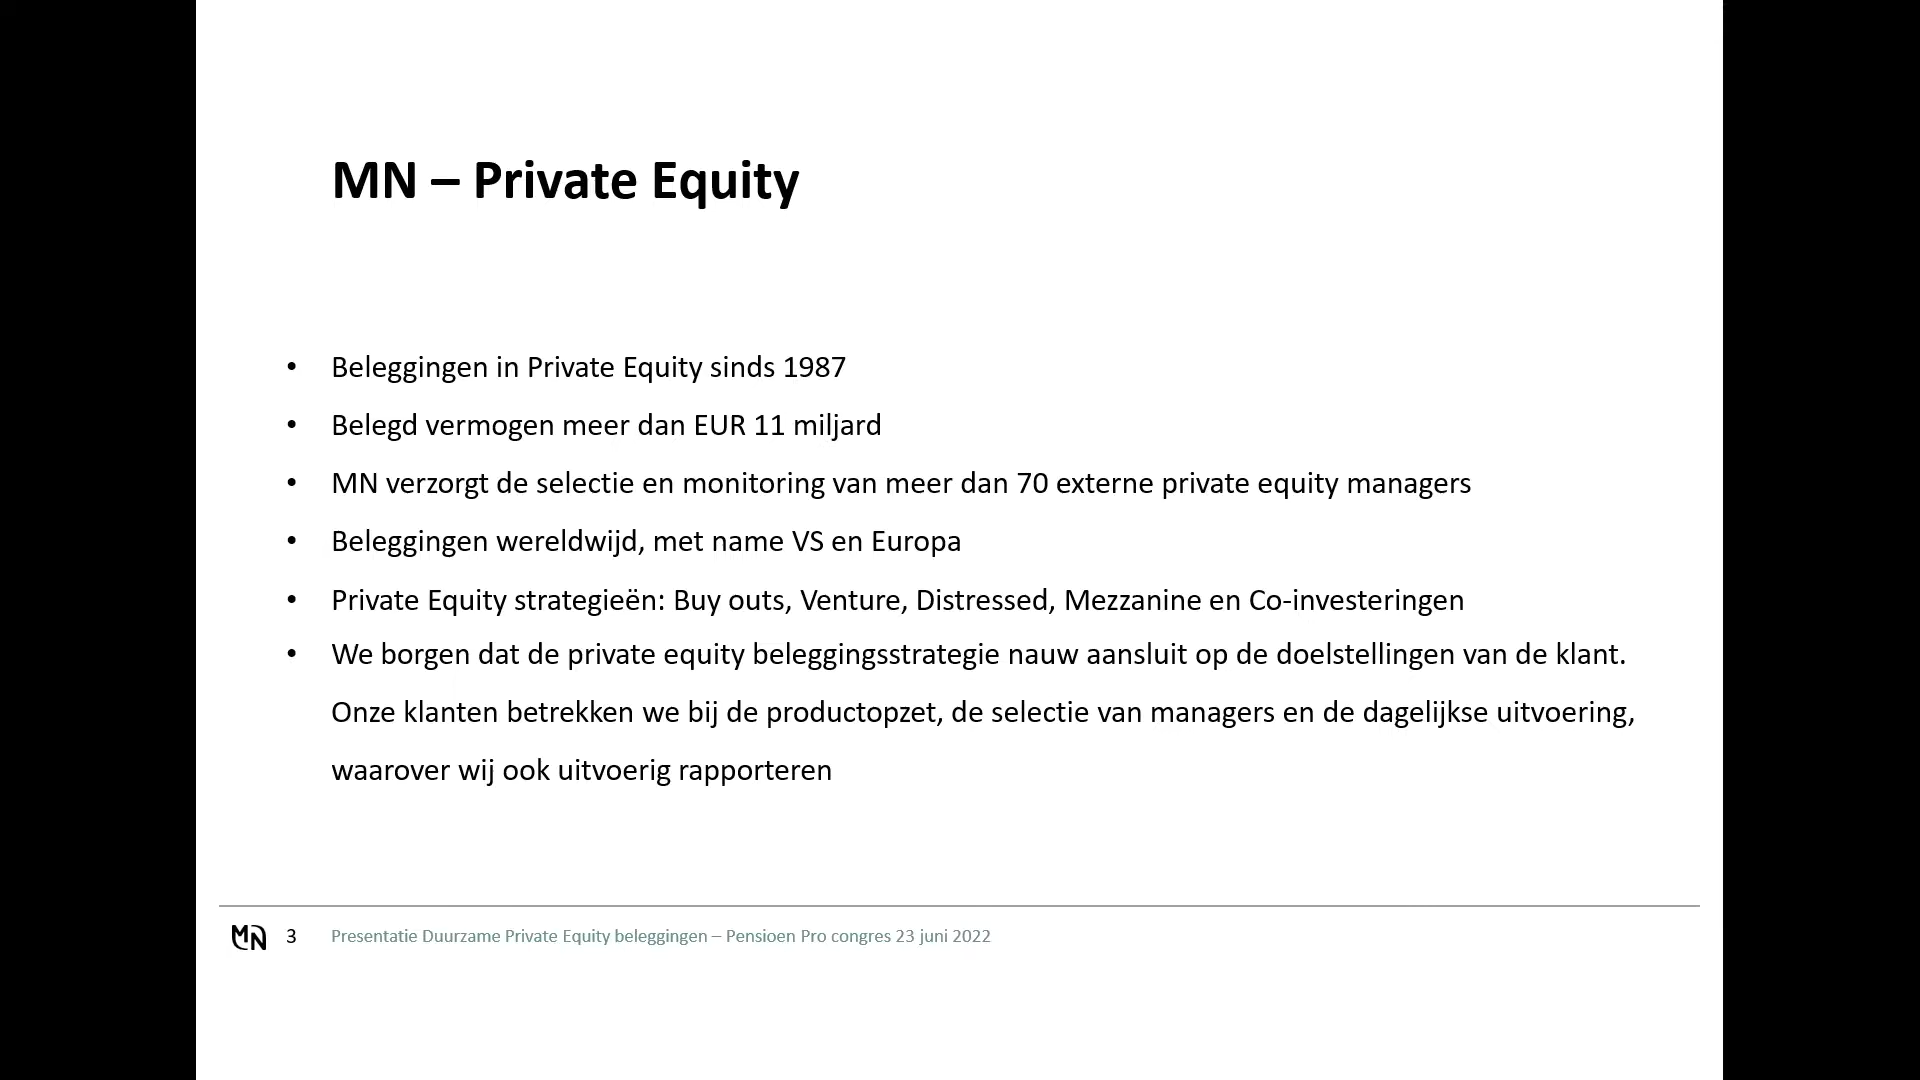 MN – Private Equity
• Beleggingen in Private Equity sinds 1987
• Belegd vermogen meer dan EUR 11 miljard
• MN verzorgt de selectie en monitoring van meer dan 70 externe private equity managers
• Beleggingen wereldwijd, met name VS en Europa
• Private Equity strategieën: Buy outs, Venture, Distressed, Mezzanine en Co-investeringen
• We borgen dat de private equity beleggingsstrategie nauw aansluit op de doelstellingen van de klant.
Onze klanten betrekken we bij de productopzet, de selectie van managers en de dagelijkse uitvoering,
waarover wij ook uitvoerig rapporteren
MN 3 Presentatie Duurzame Private Equity beleggingen – Pensioen Pro congres 23 juni 2022